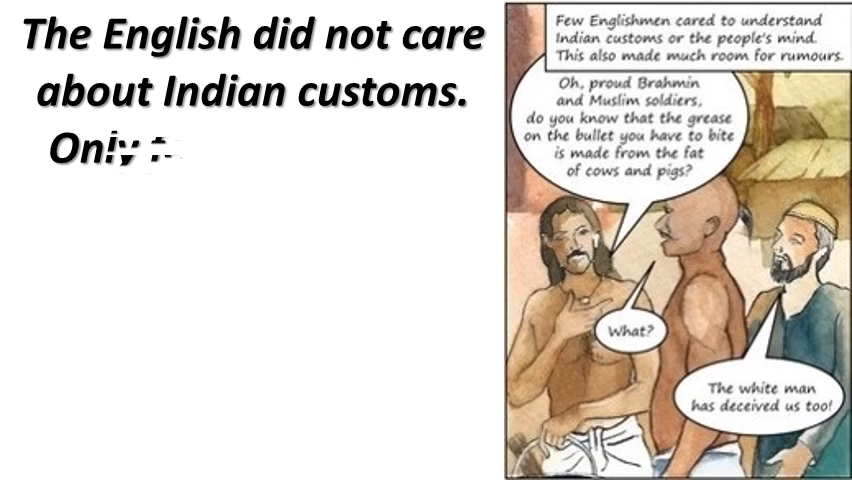 The English did not care
about Indian customs.
Only
Few Englishmen cared to understand
Indian customs or the people's mind.
This also made much room for rumours.
Oh, proud Brahmin
and Muslim soldiers,
do you know that the grease
on the bullet you have to bite
is made from the fat
of cows and pigs?
What?
The white man
has deceived us too!